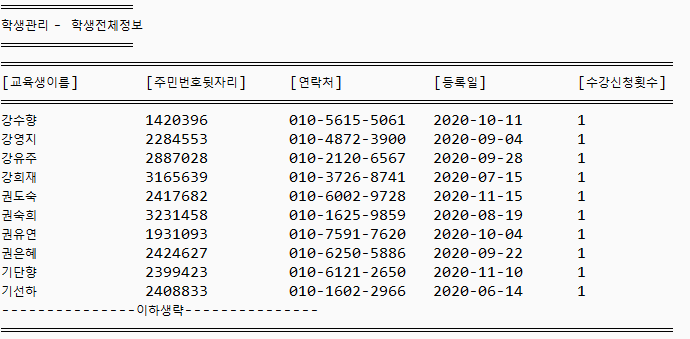 학생관리 - 학생전체정보
[교육생이름] [주민번호뒷자리] [연락처] [등록일] [수강신청횟수]
강수향 1420396 010-5615-5061 2020-10-11 1
강영지 2284553 010-4872-3900 2020-09-04 1
강유주 2887028 010-2120-6567 2020-09-28 1
강희재 3165639 010-3726-8741 2020-07-15 1
권도숙 2417682 010-6002-9728 2020-11-15 1
권숙희 3231458 010-1625-9859 2020-08-19 1
권유연 1931093 010-7591-7620 2020-10-04 1
권은혜 2424627 010-6250-5886 2020-09-22 1
기단향 2399423 010-6121-2650 2020-11-10 1
기선하 2408833 010-1602-2966 2020-06-14 1
---------------이하생략---------------